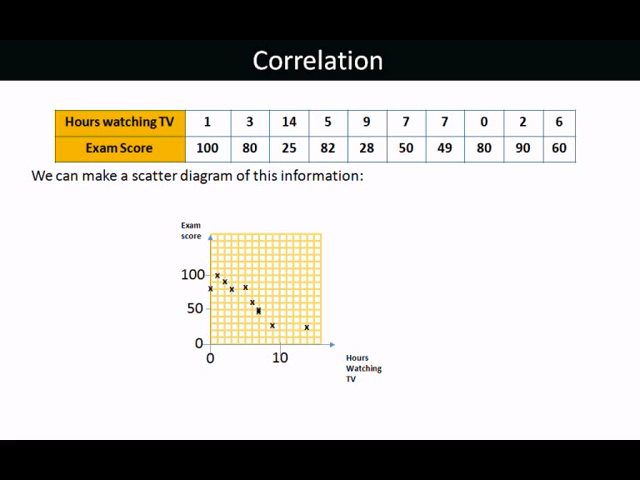 Correlation
Hours watching TV 1 3 14 5 9 7 7 0 2 6
Exam Score 100 80 25 82 28 50 49 80 90 60
We can make a scatter diagram of this information:
Exam
score
100
50
0
0 10
Hours
Watching
TV